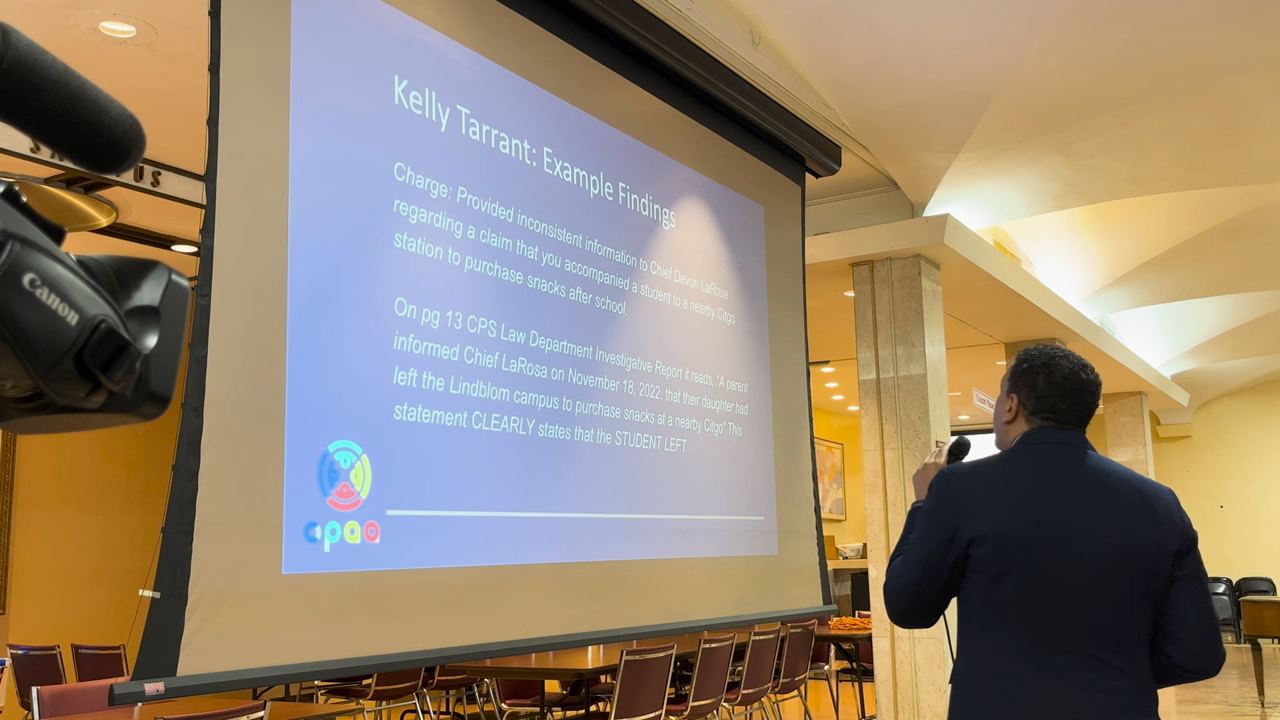 Kelly Tarrant: Example Findings
Charge: Provided inconsistent information to Chief Devon LaRosa
regarding a claim that you accompanied a student to a nearby Citgo
station to purchase snacks after school.
On pg 13 CPS Law Department Investigative Report it reads, “A parent
informed Chief LaRosa on November 18, 2022, that their daughter had
left the Lindblom campus to purchase snacks at a nearby Citgo” This
statement CLEARLY states that the STUDENT LEFT.
cpao
Canon